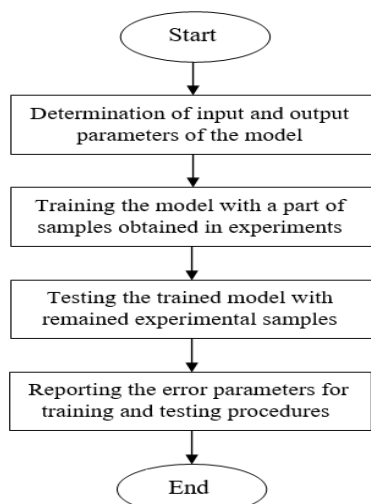 Start
Determination of input and output
parameters of the model
Training the model with a part of
samples obtained in experiments
Testing the trained model with
remained experimental samples
Reporting the error parameters for
training and testing procedures
End